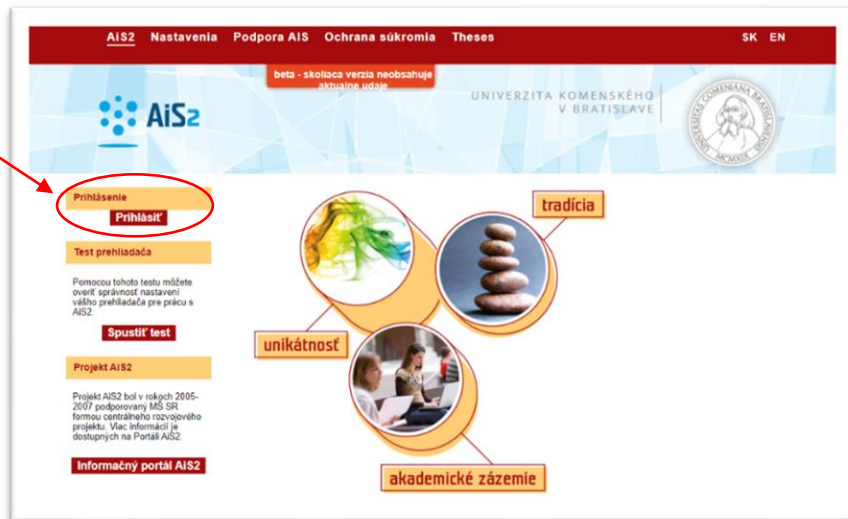 AiS2 Nastavenia Podpora AIS Ochrana súkromia Theses SK EN
beta - skoliaca verzia neobsahuje
aktualne udaje
AiS2
UNIVERZITA KOMENSKÉHO
V BRATISLAVE
Prihlásenie
Prihlásiť
Test prehliadača
Pomocou tohoto testu môžete
overiť správnosť nastavení
vášho prehliadača pre prácu s
AiS2
Spustiť test
Projekt AiS2
Projekt AiS2 bol v rokoch 2005-
2007 podporovaný MŠ SR
formou centrálneho rozvojového
projektu. Viac informácií je
dostupných na Portáli AiS2.
Informačný portál AiS2
tradícia
unikátnosť
akademické zázemie